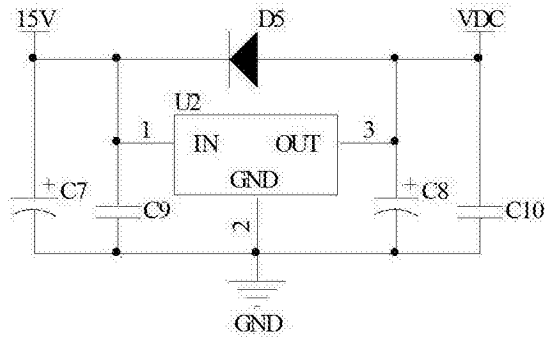 15V
D5
VDC
U2
1
IN
OUT
3
GND
+
C7
C9
2
+
C8
C10
GND